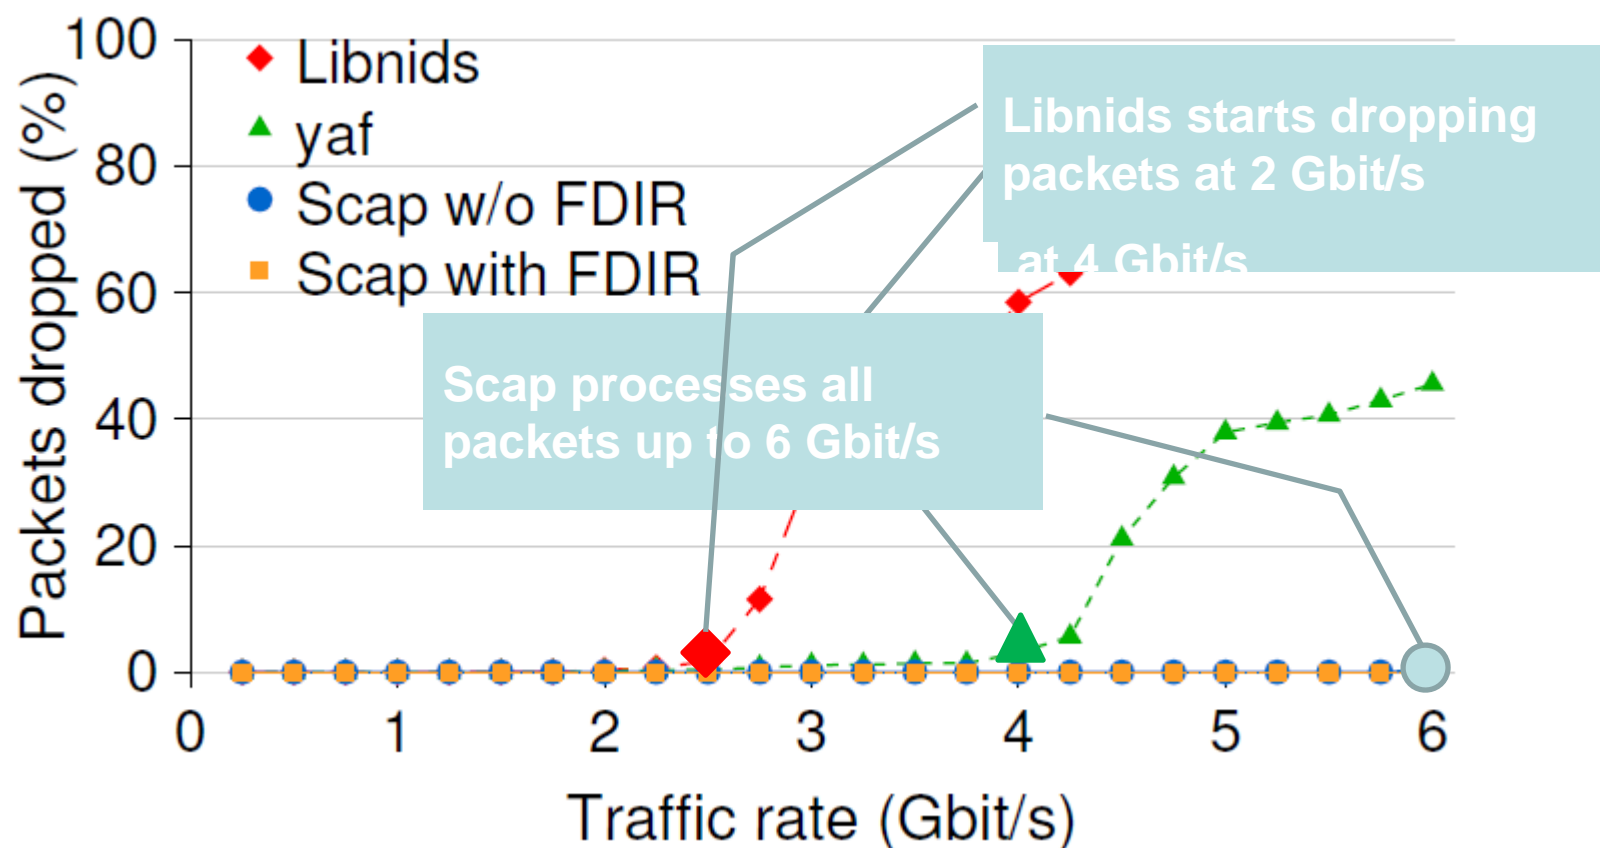 100
80
60
40
20
0
Packets dropped (%)
Libnids
yaf
Scap w/o FDIR
Scap with FDIR
Libnids starts dropping
packets at 2 Gbit/s
at 4 Gbit/s
Scap processes all
packets up to 6 Gbit/s
0 1 2 3 4 5 6
Traffic rate (Gbit/s)